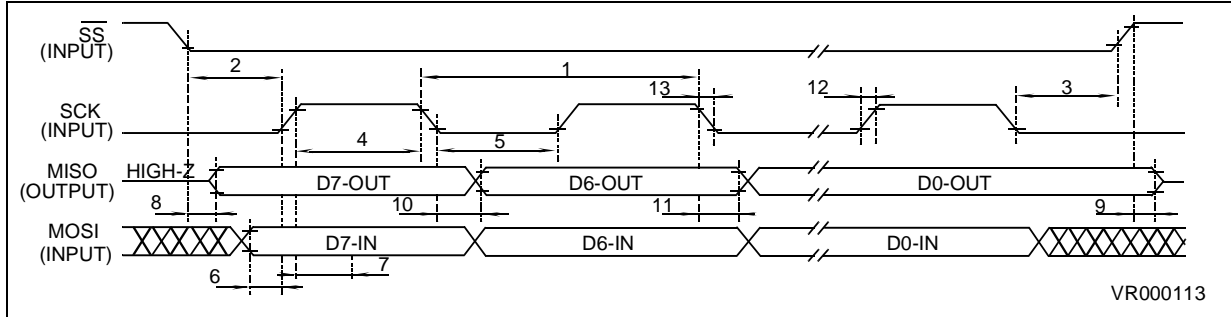 SS
(INPUT)
2
1
13
12
3
SCK
(INPUT)
4
5
MISO
(OUTPUT)
HIGH-Z
D7-OUT
D6-OUT
D0-OUT
8
10
11
9
MOSI
(INPUT)
D7-IN
D6-IN
D0-IN
6
7
VR000113